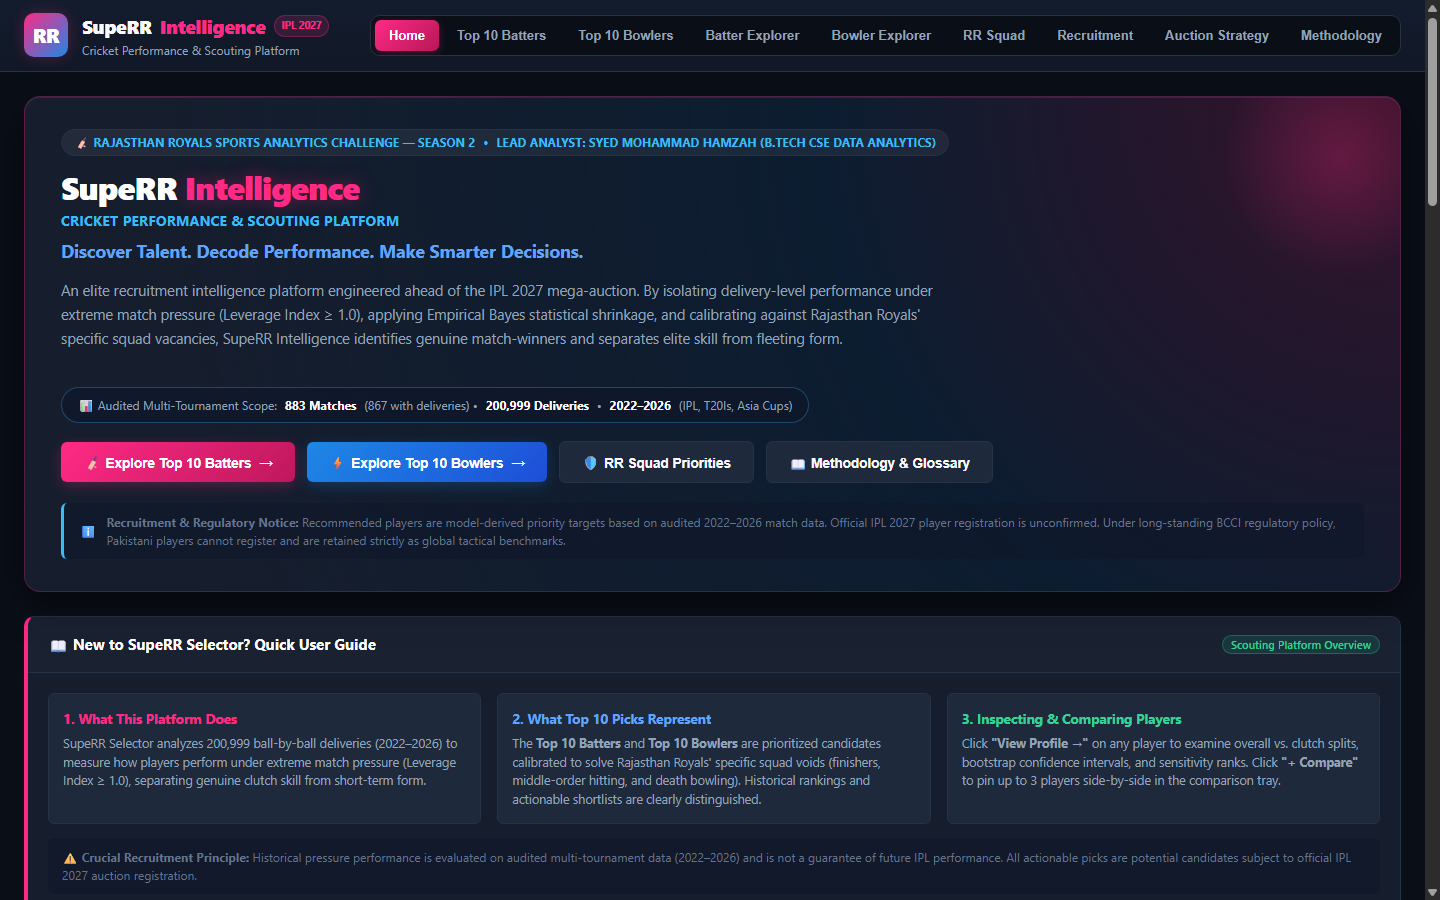 RR
SupeRR Intelligence IPL 2027
Cricket Performance & Scouting Platform
Home
Top 10 Batters
Top 10 Bowlers
Batter Explorer
Bowler Explorer
RR Squad
Recruitment
Auction Strategy
Methodology
RAJASTHAN ROYALS SPORTS ANALYTICS CHALLENGE — SEASON 2 • LEAD ANALYST: SYED MOHAMMAD HAMZAH (B.TECH CSE DATA ANALYTICS)
SupeRR Intelligence
CRICKET PERFORMANCE & SCOUTING PLATFORM
Discover Talent. Decode Performance. Make Smarter Decisions.
An elite recruitment intelligence platform engineered ahead of the IPL 2027 mega-auction. By isolating delivery-level performance under
extreme match pressure (Leverage Index ≥ 1.0), applying Empirical Bayes statistical shrinkage, and calibrating against Rajasthan Royals'
specific squad vacancies, SupeRR Intelligence identifies genuine match-winners and separates elite skill from fleeting form.
Audited Multi-Tournament Scope: 883 Matches (867 with deliveries) • 200,999 Deliveries • 2022–2026 (IPL, T20Is, Asia Cups)
Explore Top 10 Batters →
Explore Top 10 Bowlers →
RR Squad Priorities
Methodology & Glossary
Recruitment & Regulatory Notice: Recommended players are model-derived priority targets based on audited 2022–2026 match data. Official IPL 2027 player registration is unconfirmed. Under long-standing BCCI regulatory policy,
Pakistani players cannot register and are retained strictly as global tactical benchmarks.
New to SupeRR Selector? Quick User Guide
Scouting Platform Overview
1. What This Platform Does
SupeRR Selector analyzes 200,999 ball-by-ball deliveries (2022–2026) to
measure how players perform under extreme match pressure (Leverage
Index ≥ 1.0), separating genuine clutch skill from short-term form.
2. What Top 10 Picks Represent
The Top 10 Batters and Top 10 Bowlers are prioritized candidates
calibrated to solve Rajasthan Royals' specific squad voids (finishers,
middle-order hitting, and death bowling). Historical rankings and
actionable shortlists are clearly distinguished.
3. Inspecting & Comparing Players
Click "View Profile →" on any player to examine overall vs. clutch splits,
bootstrap confidence intervals, and sensitivity ranks. Click "+ Compare"
to pin up to 3 players side-by-side in the comparison tray.
Crucial Recruitment Principle: Historical pressure performance is evaluated on audited multi-tournament data (2022–2026) and is not a guarantee of future IPL performance. All actionable picks are potential candidates subject to official IPL
2027 auction registration.